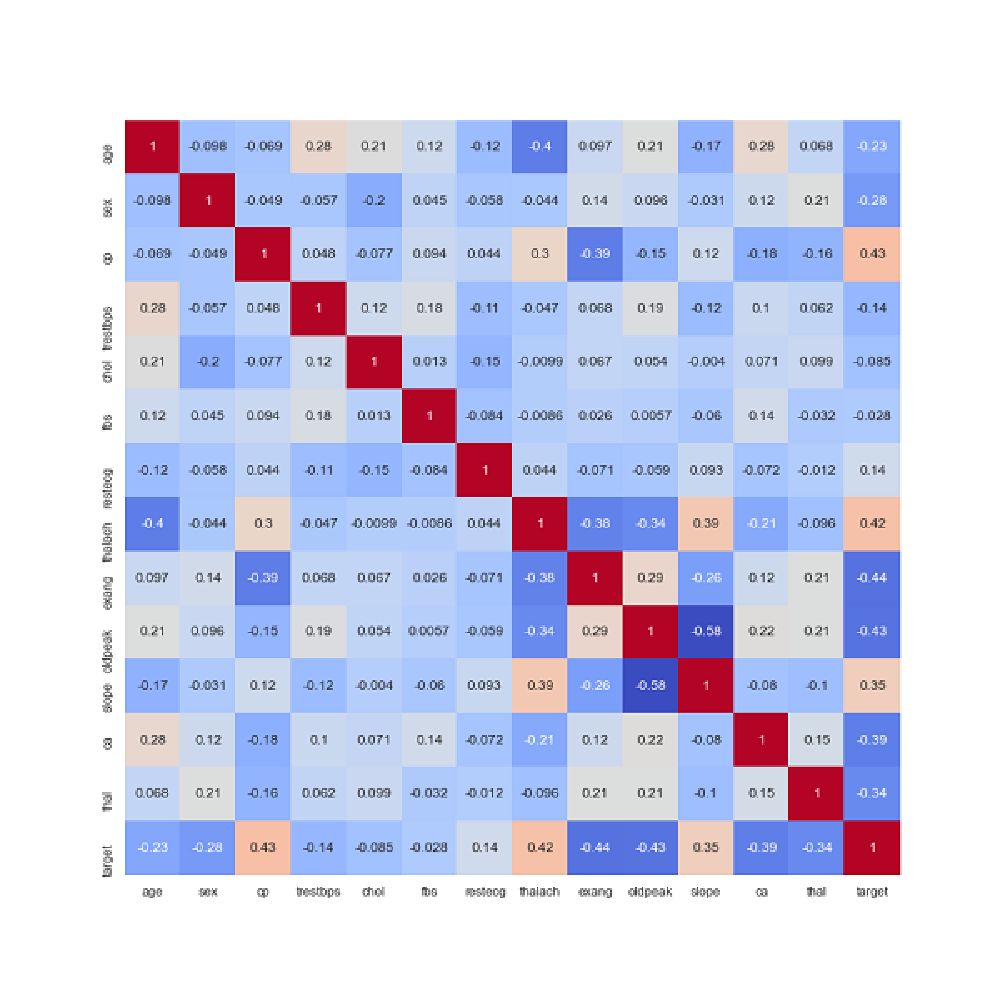 age 1 -0.098 -0.069 0.28 0.21 0.12 -0.12 -0.4 0.097 0.21 -0.17 0.28 0.068 -0.23
sex -0.098 1 -0.049 -0.057 -0.2 0.045 -0.058 -0.044 0.14 0.096 -0.031 0.12 0.21 -0.28
cp -0.069 -0.049 1 0.048 -0.077 0.094 0.044 0.3 -0.39 -0.15 0.12 -0.18 -0.16 0.43
trestbps 0.28 -0.057 0.048 1 0.12 0.18 -0.11 -0.047 0.068 0.19 -0.12 0.1 0.062 -0.14
chol 0.21 -0.2 -0.077 0.12 1 0.013 -0.15 -0.0099 0.067 0.054 -0.004 0.071 0.099 -0.085
fbs 0.12 0.045 0.094 0.18 0.013 1 -0.084 -0.0086 0.026 0.0057 -0.06 0.14 -0.032 -0.028
restecg -0.12 -0.058 0.044 -0.11 -0.15 -0.084 1 0.044 -0.071 -0.059 0.093 -0.072 -0.012 0.14
thalach -0.4 -0.044 0.3 -0.047 -0.0099 -0.0086 0.044 1 -0.38 -0.34 0.39 -0.21 -0.096 0.42
exang 0.097 0.14 -0.39 0.068 0.067 0.026 -0.071 -0.38 1 0.29 -0.26 0.12 0.21 -0.44
oldpeak 0.21 0.096 -0.15 0.19 0.054 0.0057 -0.059 -0.34 0.29 1 -0.58 0.22 0.21 -0.43
slope -0.17 -0.031 0.12 -0.12 -0.004 -0.06 0.093 0.39 -0.26 -0.58 1 -0.08 -0.1 0.35
ca 0.28 0.12 -0.18 0.1 0.071 0.14 -0.072 -0.21 0.12 0.22 -0.08 1 0.15 -0.39
thal 0.068 0.21 -0.16 0.062 0.099 -0.032 -0.012 -0.096 0.21 0.21 -0.1 0.15 1 -0.34
target -0.23 -0.28 0.43 -0.14 -0.085 -0.028 0.14 0.42 -0.44 -0.43 0.35 -0.39 -0.34 1
age sex cp trestbps chol fbs restecg thalach exang oldpeak slope ca thal target